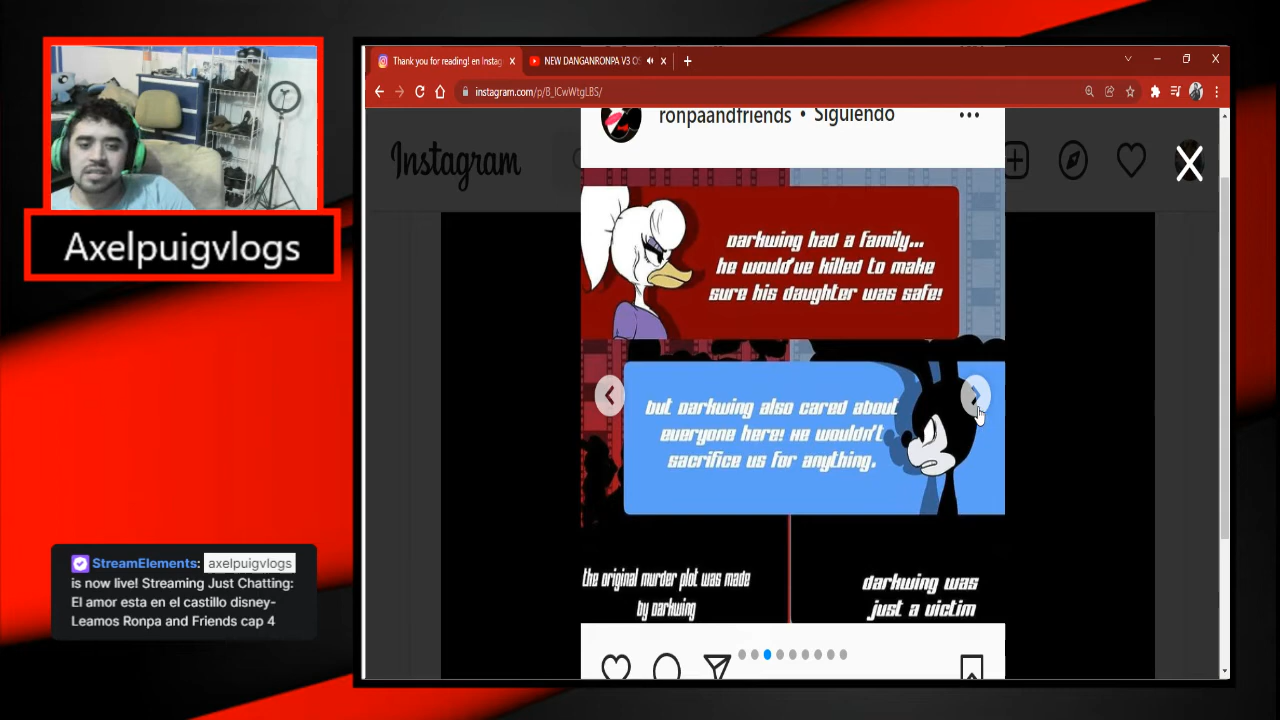 Thank you for reading! en Instag
NEW DANGANRONPA V3 OS
instagram.com/p/B_lCwWtgLBS/
Instagram
ronpaandfriends • Siguiendo
Darkwing had a family...
he would've killed to make
sure his daughter was safe!
but Darkwing also cared about
everyone here! He wouldn't
sacrifice us for anything.
the original murder plot was made
by Darkwing
Darkwing was
just a victim
Axelpuigvlogs
StreamElements: axelpuigvlogs
is now live! Streaming Just Chatting:
El amor esta en el castillo disney-
Leamos Ronpa and Friends cap 4